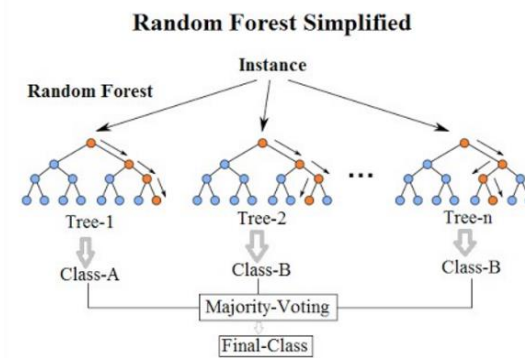 Random Forest Simplified
Instance
Random Forest
...
Tree-1 Tree-2 Tree-n
Class-A Class-B Class-B
Majority-Voting
Final-Class